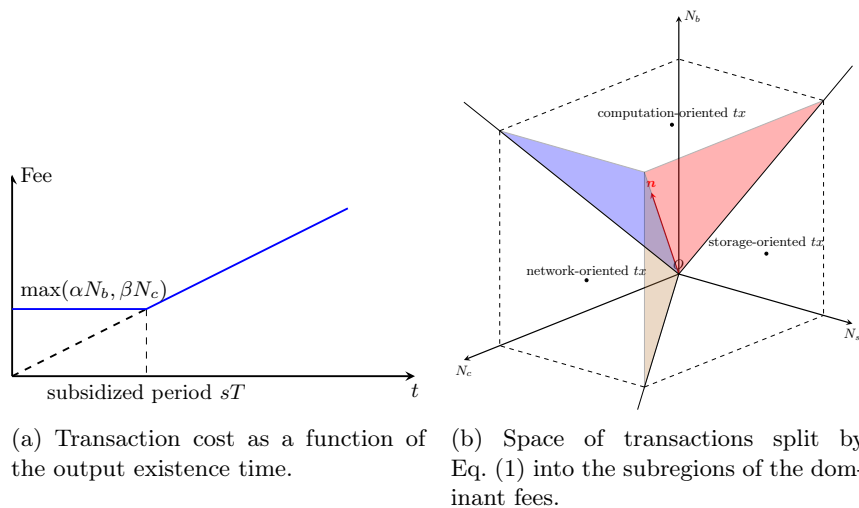 Fee
max(αN_b, βN_c)
subsidized period sT
t
(a) Transaction cost as a function of
the output existence time.
N_b
computation-oriented tx
n
storage-oriented tx
O
network-oriented tx
N_s
N_c
(b) Space of transactions split by
Eq. (1) into the subregions of the dom-
inant fees.